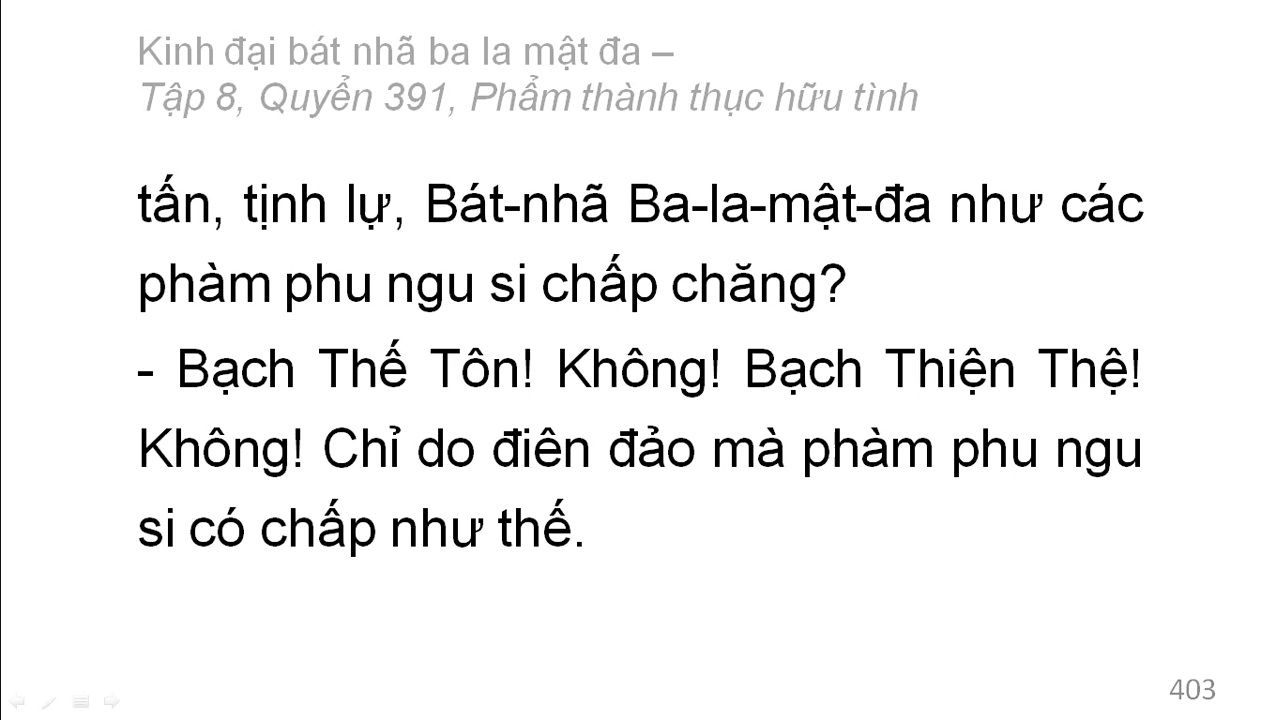 Kinh đại bát nhã ba la mật đa –
Tập 8, Quyển 391, Phẩm thành thục hữu tình
tấn, tịnh lự, Bát-nhã Ba-la-mật-đa như các
phàm phu ngu si chấp chăng?
- Bạch Thế Tôn! Không! Bạch Thiện Thệ!
Không! Chỉ do điên đảo mà phàm phu ngu
si có chấp như thế.
403